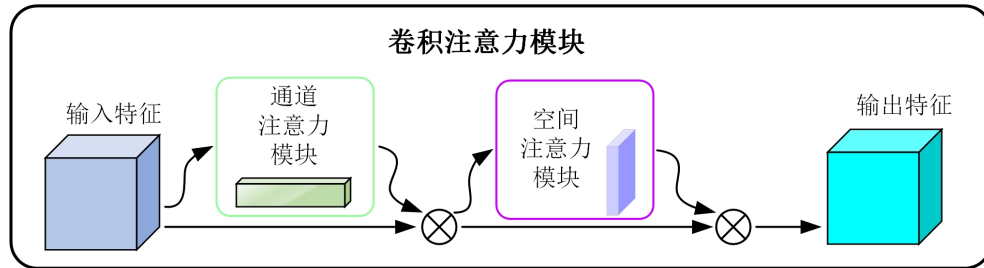 卷积注意力模块
输入特征
通道
注意力
模块
空间
注意力
模块
输出特征